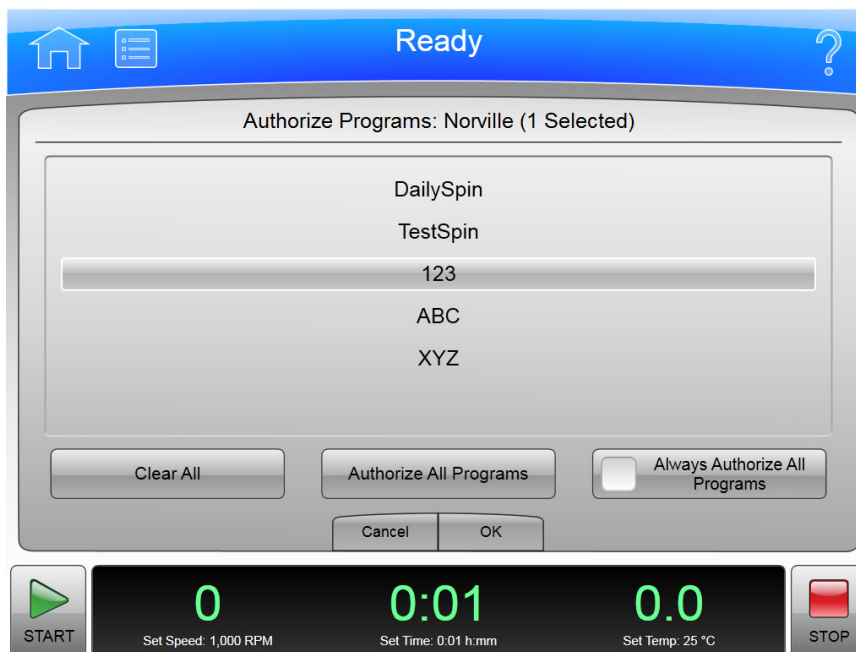 Ready
Authorize Programs: Norville (1 Selected)
DailySpin
TestSpin
123
ABC
XYZ
Clear All
Authorize All Programs
Always Authorize All
Programs
Cancel
OK
START
0
0:01
0.0
Set Speed: 1,000 RPM
Set Time: 0:01 h:mm
Set Temp: 25 °C
STOP